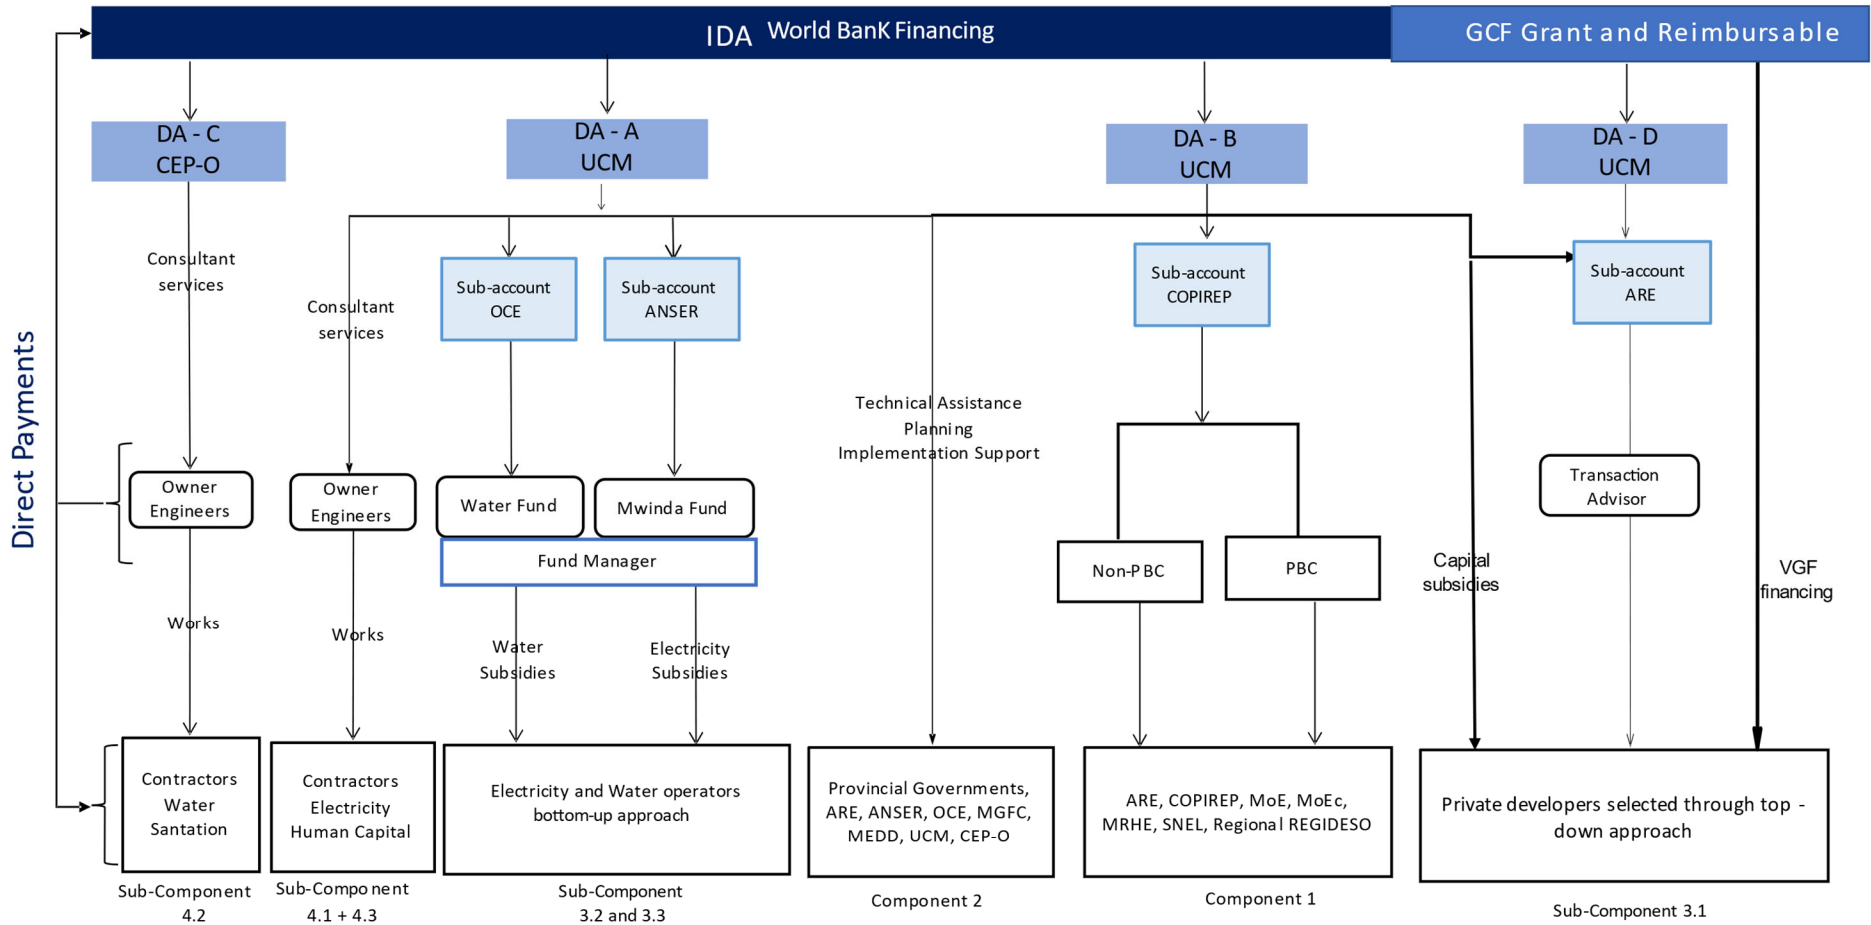 IDA World BanK Financing
GCF Grant and Reimbursable
DA - C
CEP-O
DA - A
UCM
DA - B
UCM
DA - D
UCM
Direct Payments
Consultant
services
Consultant
services
Sub-account
OCE
Sub-account
ANSER
Sub-account
COPIREP
Sub-account
ARE
Technical Assistance
Planning
Implementation Support
Owner
Engineers
Owner
Engineers
Water Fund
Mwinda Fund
Fund Manager
Transaction
Advisor
Non-PBC
PBC
Capital
subsidies
VGF
financing
Works
Works
Water
Subsidies
Electricity
Subsidies
Contractors
Water
Santation
Contractors
Electricity
Human Capital
Electricity and Water operators
bottom-up approach
Provincial Governments,
ARE, ANSER, OCE, MGFC,
MEDD, UCM, CEP-O
ARE, COPIREP, MoE, MoEc,
MRHE, SNEL, Regional REGIDESO
Private developers selected through top -
down approach
Sub-Component
4.2
Sub-Component
4.1 + 4.3
Sub-Component
3.2 and 3.3
Component 2
Component 1
Sub-Component 3.1